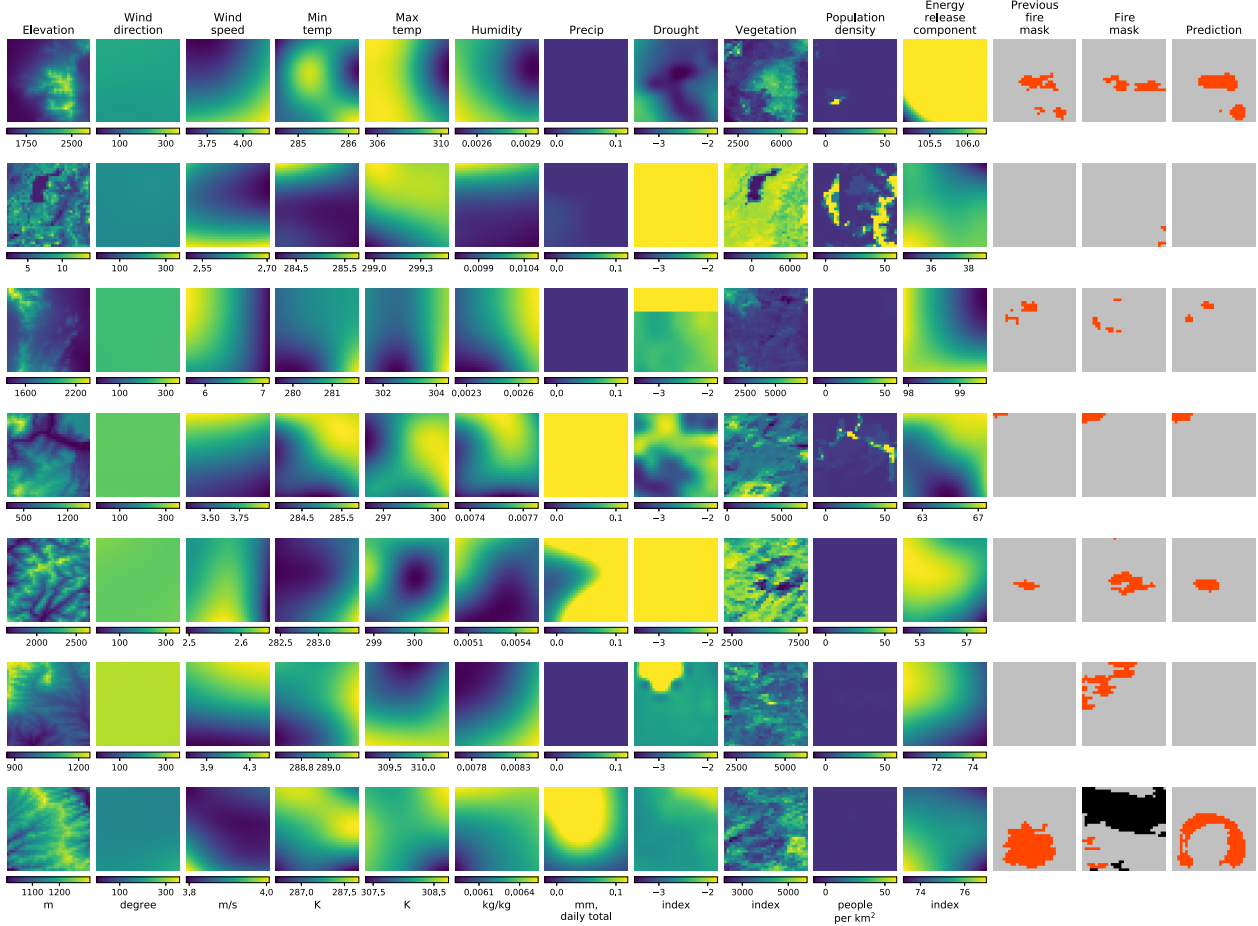 Elevation
Wind
direction
Wind
speed
Min
temp
Max
temp
Humidity
Precip
Drought
Vegetation
Population
density
Energy
release
component
Previous
fire
mask
Fire
mask
Prediction
1750 2500 100 300 3.75 4.00 285 286 306 310 0.0026 0.0029 0.0 0.1 −3 −2 2500 6000 0 50 105.5 106.0
5 10 100 300 2.55 2.70 284.5 285.5 299.0 299.3 0.0099 0.0104 0.0 0.1 −3 −2 0 6000 0 50 36 38
1600 2200 100 300 6 7 280 281 302 304 0.0023 0.0026 0.0 0.1 −3 −2 2500 5000 0 50 98 99
500 1200 100 300 3.50 3.75 284.5 285.5 297 300 0.0074 0.0077 0.0 0.1 −3 −2 0 5000 0 50 63 67
2000 2500 100 300 2.5 2.6 282.5 283.0 299 300 0.0051 0.0054 0.0 0.1 −3 −2 2500 7500 0 50 53 57
900 1200 100 300 3.9 4.3 288.8 289.0 309.5 310.0 0.0078 0.0083 0.0 0.1 −3 −2 2500 5000 0 50 72 74
1100 1200 100 300 3.8 4.0 287.0 287.5 307.5 308.5 0.0061 0.0064 0.0 0.1 −3 −2 3000 5000 0 50 74 76
m degree m/s K K kg/kg mm, daily total index index people per km² index